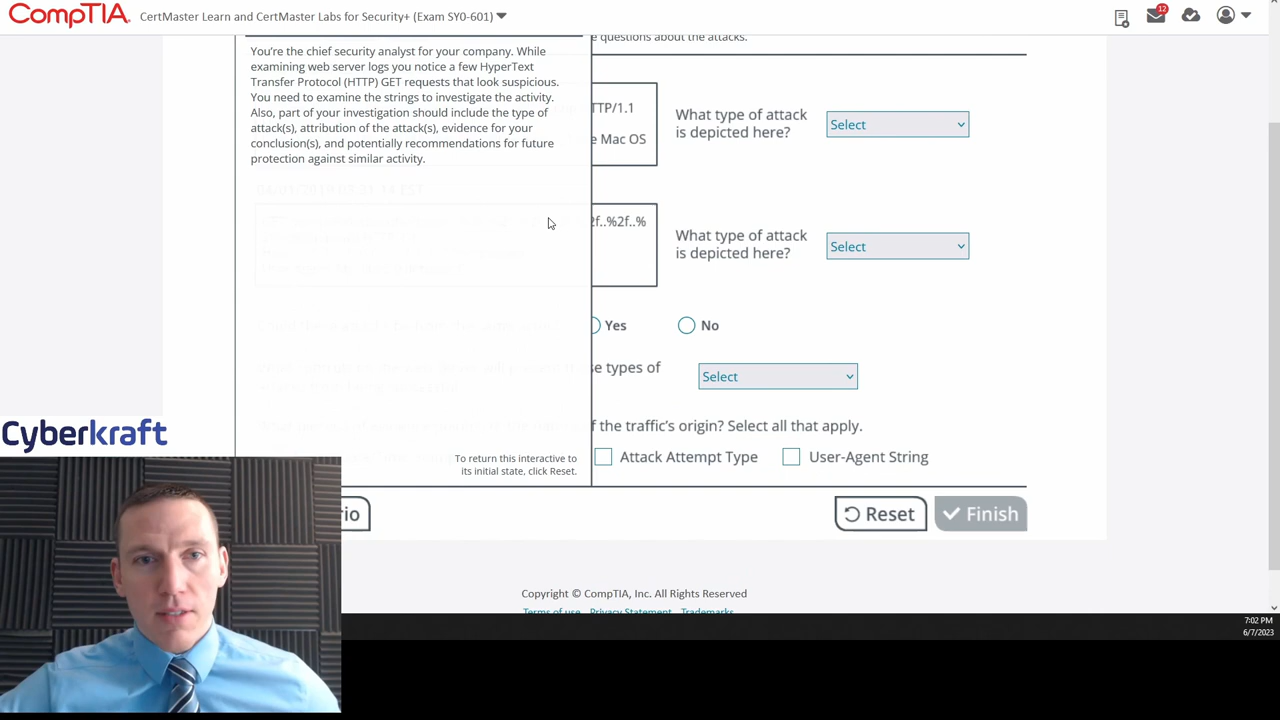 CompTIA.
CertMaster Learn and CertMaster Labs for Security+ (Exam SY0-601)
12
e questions about the attacks.
You're the chief security analyst for your company. While
examining web server logs you notice a few HyperText
Transfer Protocol (HTTP) GET requests that look suspicious.
You need to examine the strings to investigate the activity.
Also, part of your investigation should include the type of
attack(s), attribution of the attack(s), evidence for your
conclusion(s), and potentially recommendations for future
protection against similar activity.
TTP/1.1
e Mac OS
What type of attack
is depicted here?
Select
2f..%2f..%
What type of attack
is depicted here?
Select
Yes
No
se types of
Select
f the traffic's origin? Select all that apply.
Attack Attempt Type
User-Agent String
To return this interactive to
its initial state, click Reset.
io
Reset
Finish
Cyberkraft
Copyright © CompTIA, Inc. All Rights Reserved
Terms of use Privacy Statement Trademarks
7:02 PM
6/7/2023